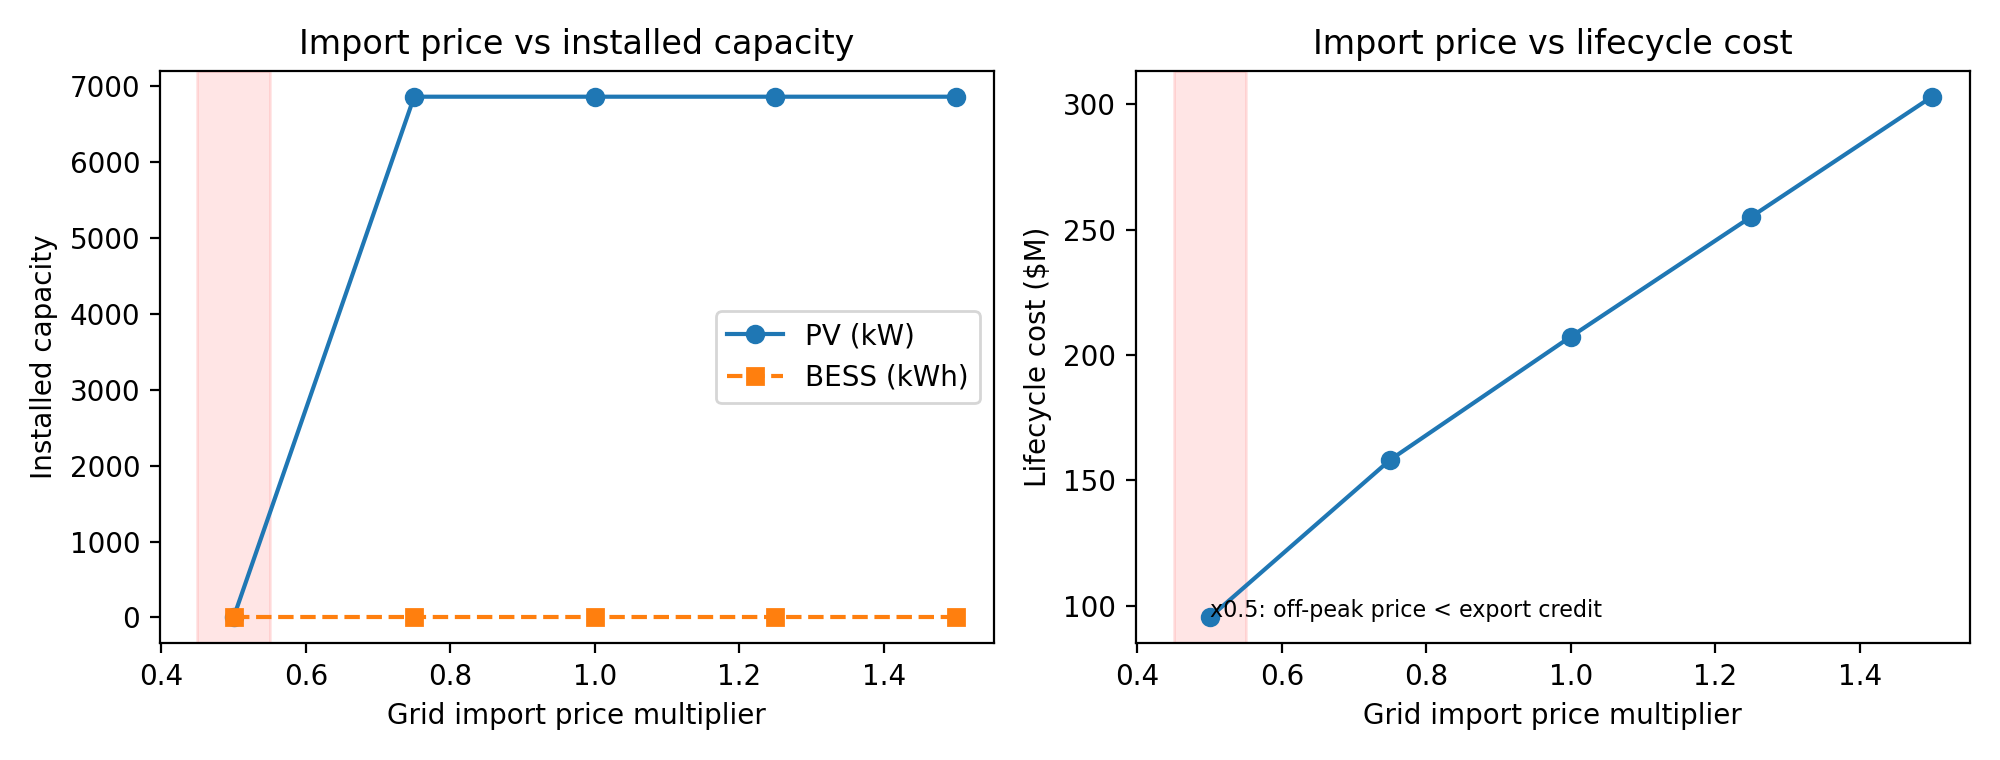 Import price vs installed capacity
Installed capacity
7000
6000
5000
4000
3000
2000
1000
0
PV (kW)
BESS (kWh)
0.4 0.6 0.8 1.0 1.2 1.4
Grid import price multiplier
Import price vs lifecycle cost
Lifecycle cost ($M)
300
250
200
150
100
x0.5: off-peak price < export credit
0.4 0.6 0.8 1.0 1.2 1.4
Grid import price multiplier